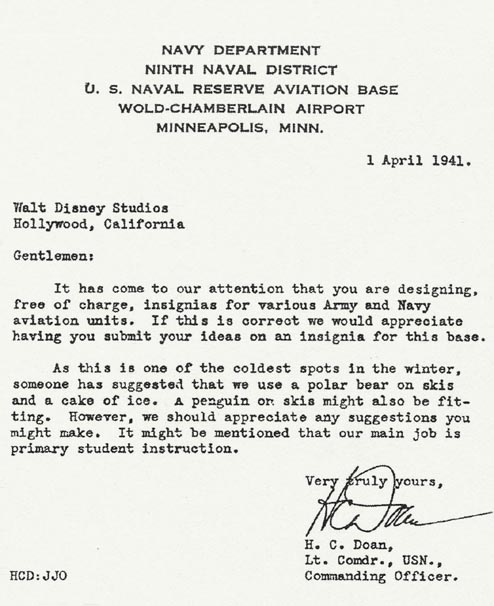 NAVY DEPARTMENT
NINTH NAVAL DISTRICT
U. S. NAVAL RESERVE AVIATION BASE
WOLD-CHAMBERLAIN AIRPORT
MINNEAPOLIS, MINN.
1 April 1941.
Walt Disney Studios
Hollywood, California
Gentlemen:
It has come to our attention that you are designing,
free of charge, insignias for various Army and Navy
aviation units. If this is correct we would appreciate
having you submit your ideas on an insignia for this base.
As this is one of the coldest spots in the winter,
someone has suggested that we use a polar bear on skis
and a cake of ice. A penguin on skis might also be fit-
ting. However, we should appreciate any suggestions you
might make. It might be mentioned that our main job is
primary student instruction.
Very truly yours,
H C Doan
H. C. Doan,
Lt. Comdr., USN.,
Commanding Officer.
HCD:JJO